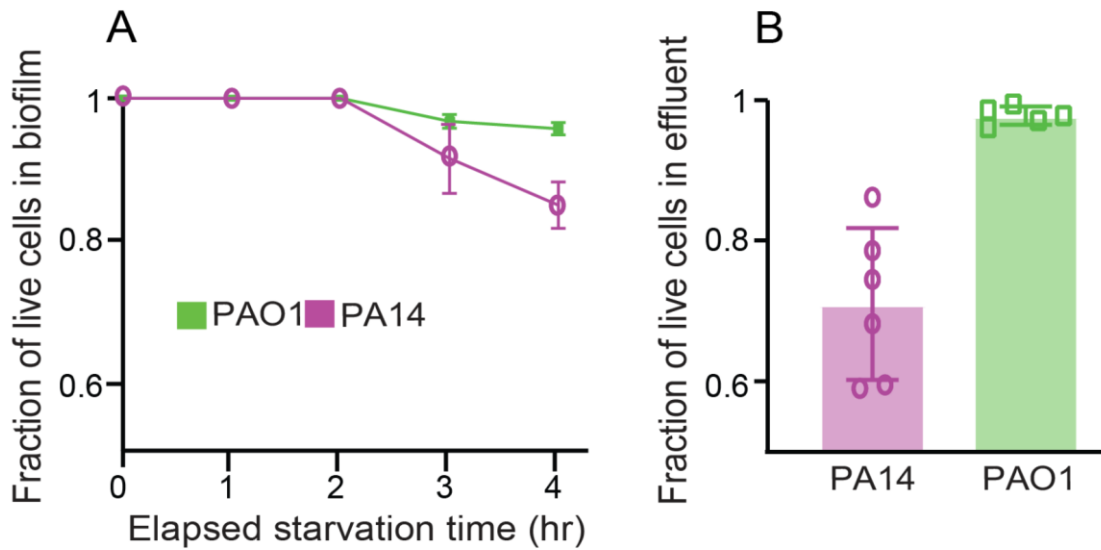 A
Fraction of live cells in biofilm
1
0.8
0.6
PAO1 PA14
0 1 2 3 4
Elapsed starvation time (hr)
B
Fraction of live cells in effluent
1
0.8
0.6
PA14 PAO1